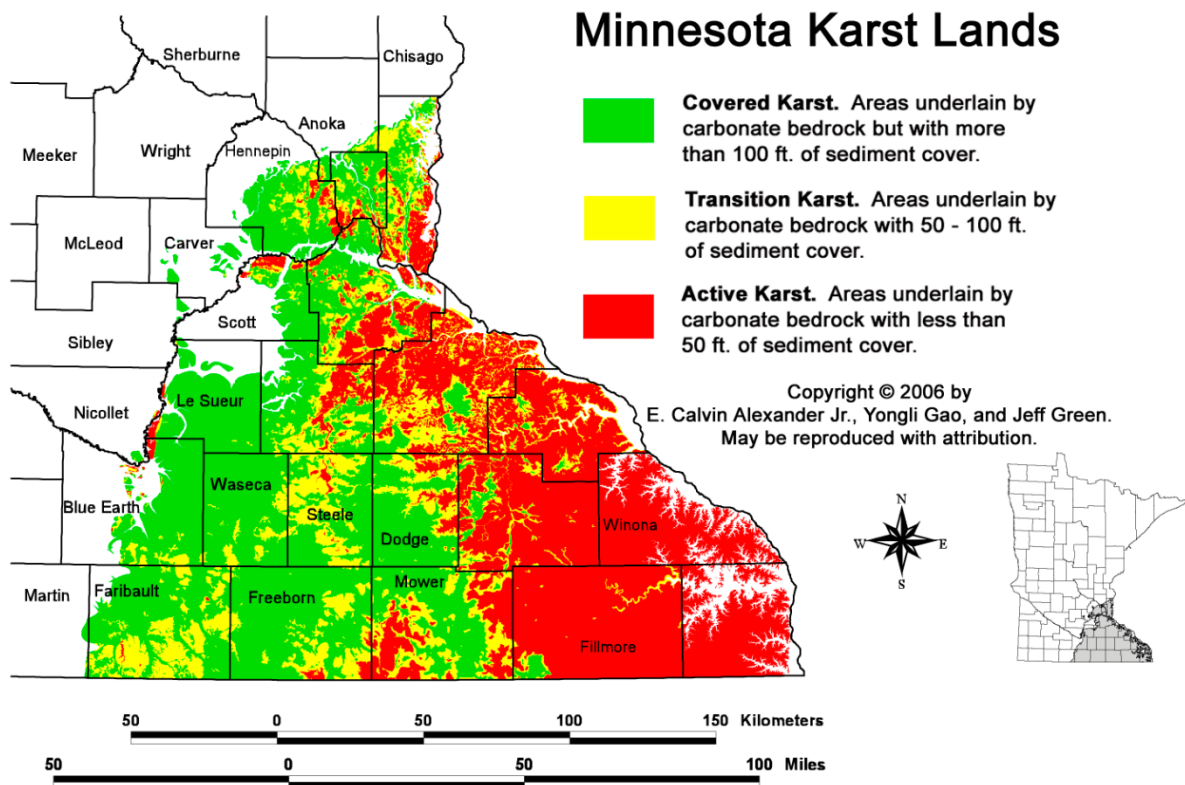 Minnesota Karst Lands
Covered Karst. Areas underlain by
carbonate bedrock but with more
than 100 ft. of sediment cover.
Transition Karst. Areas underlain by
carbonate bedrock with 50 - 100 ft.
of sediment cover.
Active Karst. Areas underlain by
carbonate bedrock with less than
50 ft. of sediment cover.
Copyright © 2006 by
E. Calvin Alexander Jr., Yongli Gao, and Jeff Green.
May be reproduced with attribution.
Sherburne
Chisago
Anoka
Meeker
Wright
Hennepin
McLeod
Carver
Scott
Sibley
Nicollet
Le Sueur
Waseca
Blue Earth
Steele
Dodge
Winona
Martin
Faribault
Freeborn
Mower
Fillmore
N
W
E
S
50 0 50 100 150 Kilometers
50 0 50 100 Miles